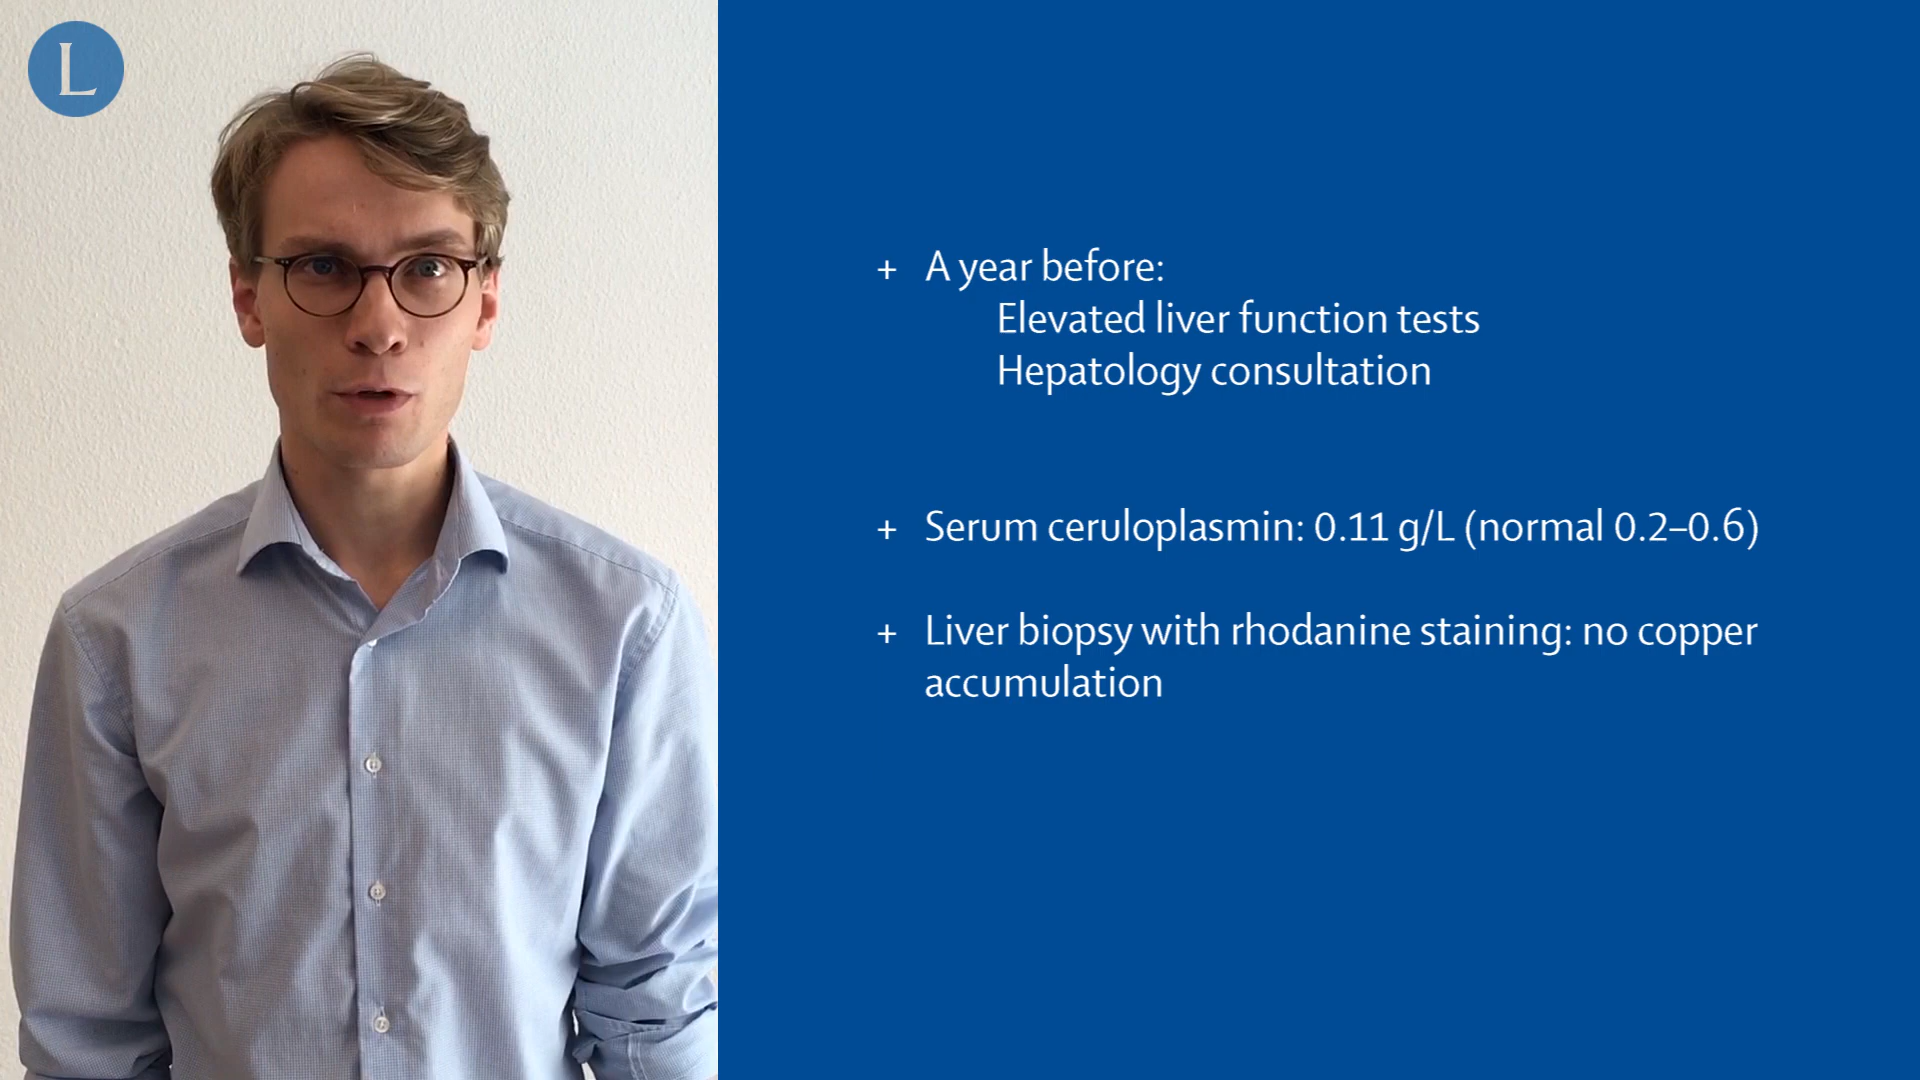 L
+ A year before:
Elevated liver function tests
Hepatology consultation
+ Serum ceruloplasmin: 0.11 g/L (normal 0.2–0.6)
+ Liver biopsy with rhodanine staining: no copper
accumulation